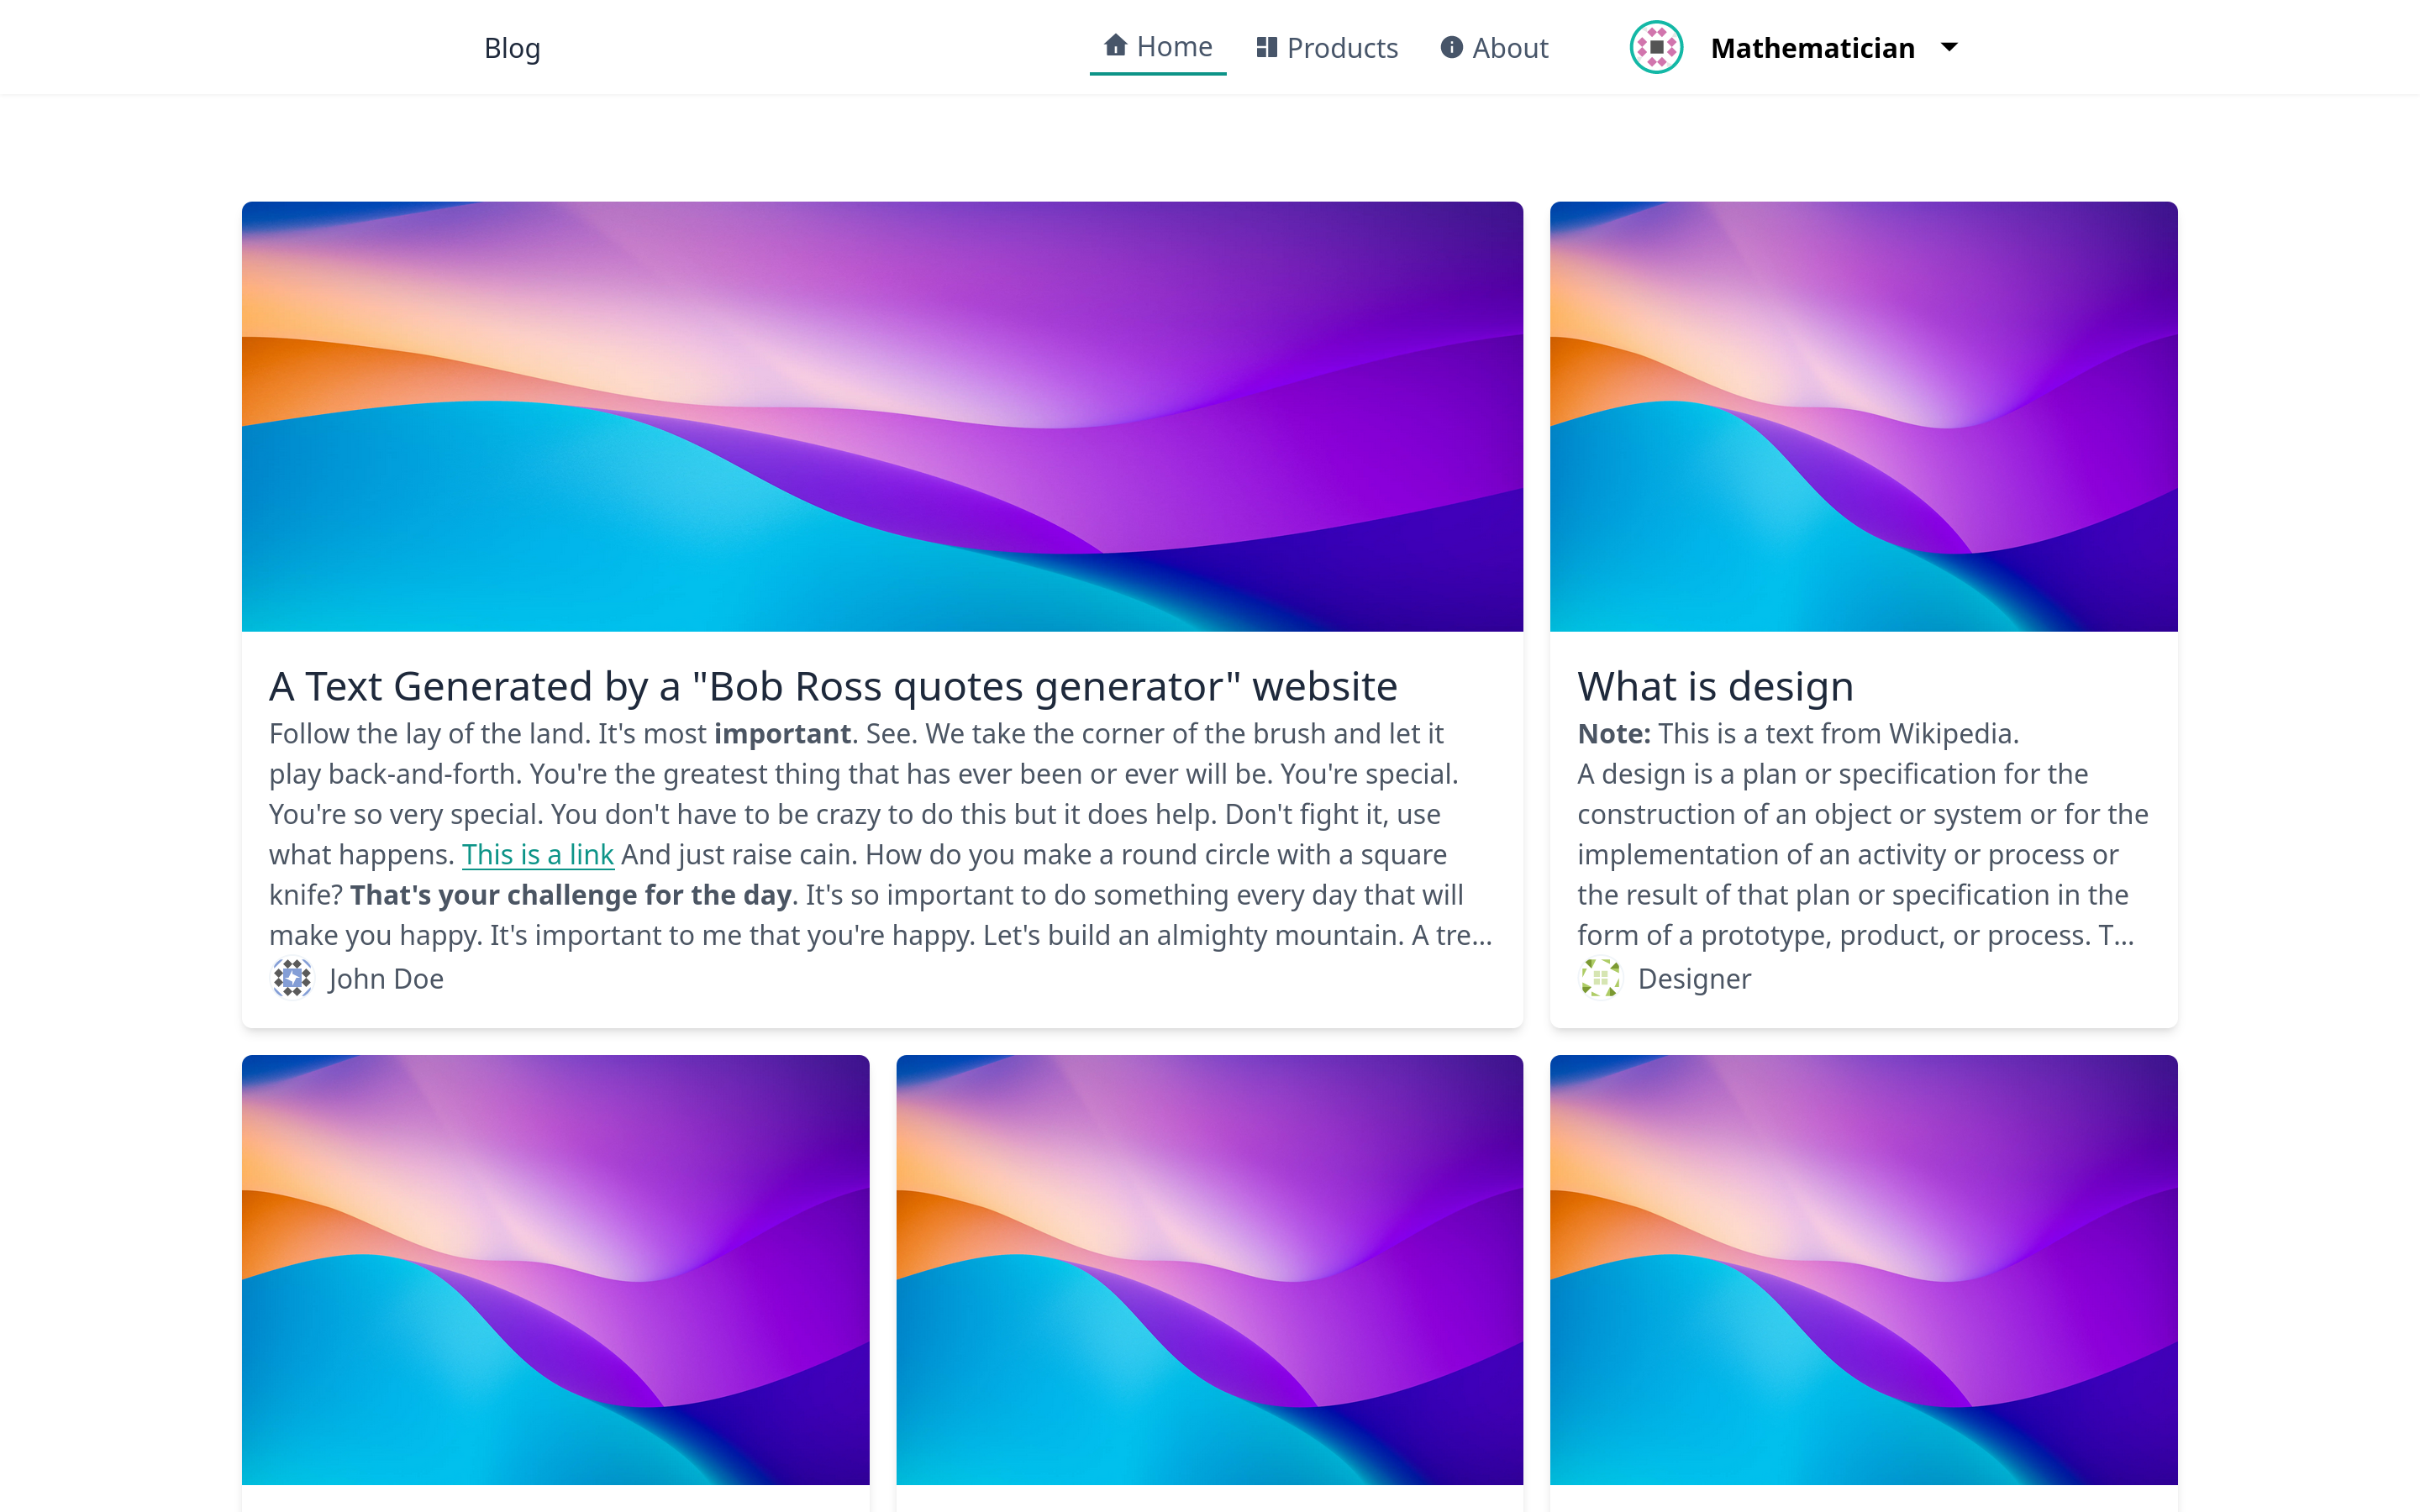 Blog
Home
Products
About
Mathematician
A Text Generated by a "Bob Ross quotes generator" website
Follow the lay of the land. It's most important. See. We take the corner of the brush and let it
play back-and-forth. You're the greatest thing that has ever been or ever will be. You're special.
You're so very special. You don't have to be crazy to do this but it does help. Don't fight it, use
what happens. This is a link And just raise cain. How do you make a round circle with a square
knife? That's your challenge for the day. It's so important to do something every day that will
make you happy. It's important to me that you're happy. Let's build an almighty mountain. A tre...
John Doe
What is design
Note: This is a text from Wikipedia.
A design is a plan or specification for the
construction of an object or system or for the
implementation of an activity or process or
the result of that plan or specification in the
form of a prototype, product, or process. T...
Designer